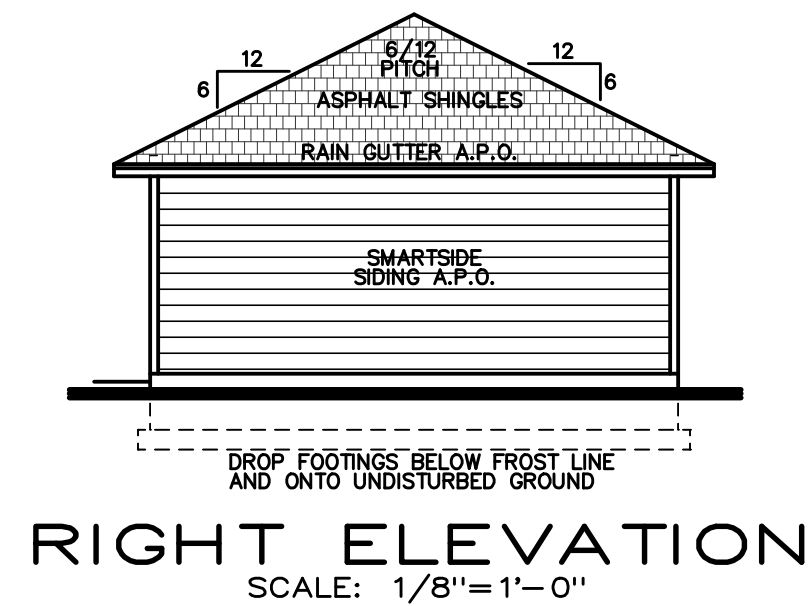 6/12
12
12
6
PITCH
6
ASPHALT SHINGLES
RAIN GUTTER A.P.O.
SMARTSIDE
SIDING A.P.O.
DROP FOOTINGS BELOW FROST LINE
AND ONTO UNDISTURBED GROUND
RIGHT ELEVATION
SCALE: 1/8"=1'-0"